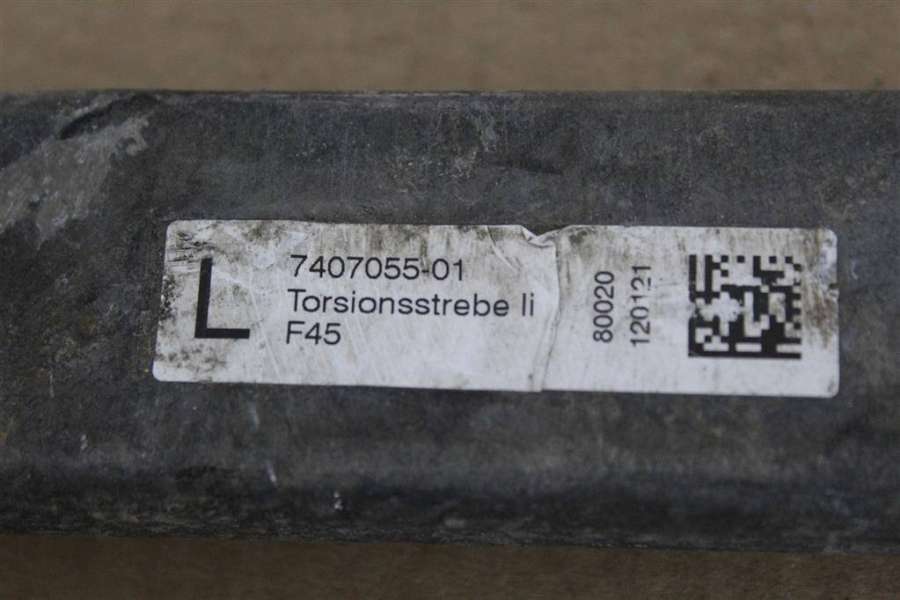 L
7407055-01
Torsionsstrebe li
F45
80020
120121